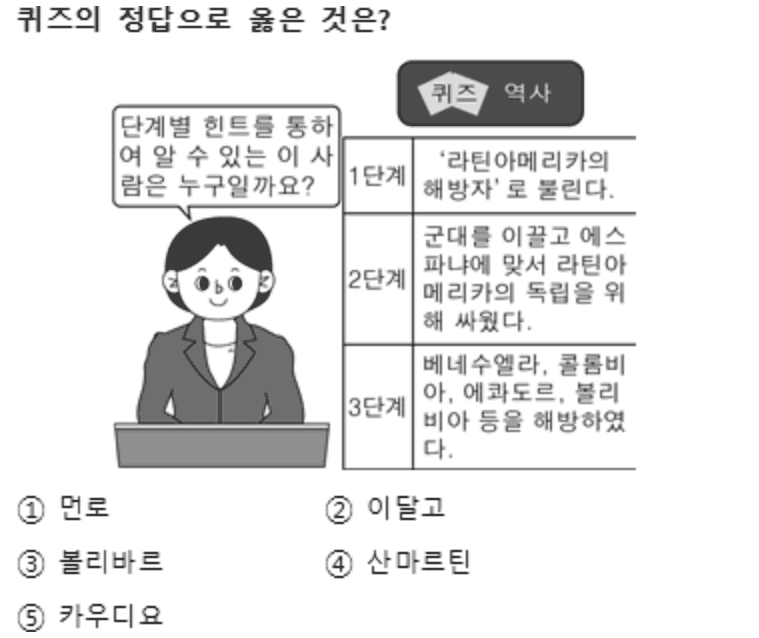 퀴즈의 정답으로 옳은 것은?
퀴즈 역사
단계별 힌트를 통하
여 알 수 있는 이 사
람은 누구일까요?
1단계
‘라틴아메리카의
해방자’로 불린다.
2단계
군대를 이끌고 에스
파냐에 맞서 라틴아
메리카의 독립을 위
해 싸웠다.
3단계
베네수엘라, 콜롬비
아, 에콰도르, 볼리
비아 등을 해방하였
다.
① 먼로
② 이달고
③ 볼리바르
④ 산마르틴
⑤ 카우디요